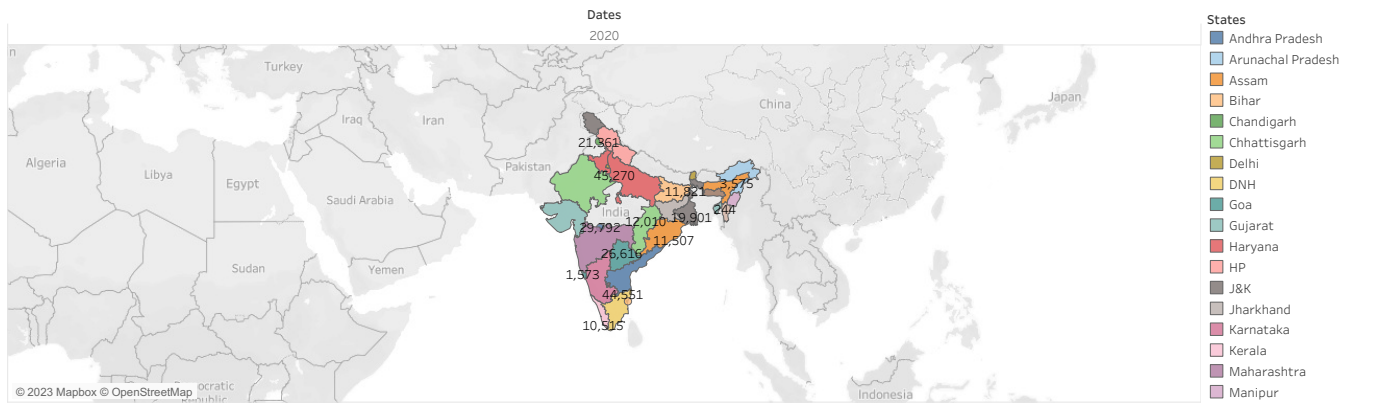 Dates
2020
States
Andhra Pradesh
Arunachal Pradesh
Assam
Bihar
Chandigarh
Chhattisgarh
Delhi
DNH
Goa
Gujarat
Haryana
HP
J&K
Jharkhand
Karnataka
Kerala
Maharashtra
Manipur
n
Turkey
China
Japan
Iraq
Iran
21,361
Algeria
Libya
Pakistan
45,270
Egypt
3,575
11,821
Saudi Arabia
India
244
12,010
19,901
29,792
11,507
26,616
Sudan
Yemen
1,573
44,551
10,515
ocratic
Republic
Indonesia
© 2023 Mapbox © OpenStreetMap